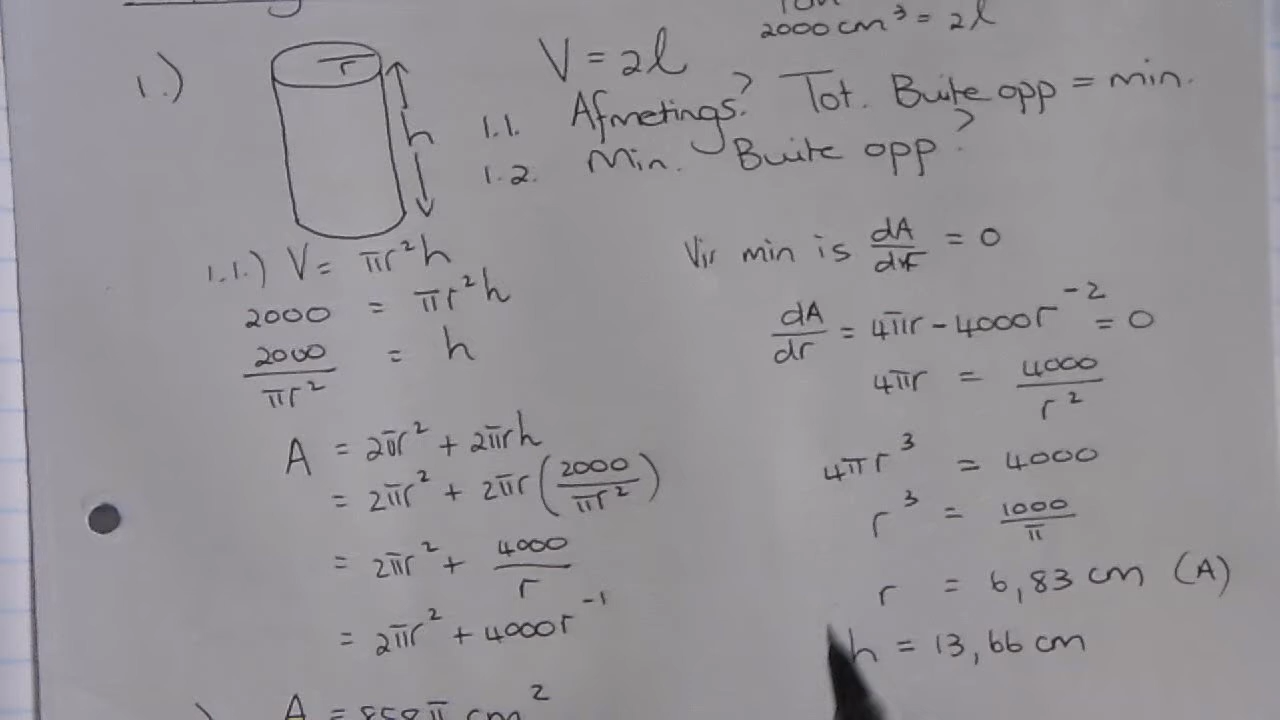 2000 cm³ = 2l
1.)
r
h
V = 2l
1.1. Afmetings? Tot. Buite opp = min.
1.2. Min. Buite opp?
1.1.) V = πr²h
2000 = πr²h
2000/πr² = h
A = 2πr² + 2πrh
= 2πr² + 2πr(2000/πr²)
= 2πr² + 4000/r
= 2πr² + 4000r⁻¹
Vir min is dA/dr = 0
dA/dr = 4πr - 4000r⁻² = 0
4πr = 4000/r²
4πr³ = 4000
r³ = 1000/π
r = 6,83 cm (A)
h = 13,66 cm
A = cm²